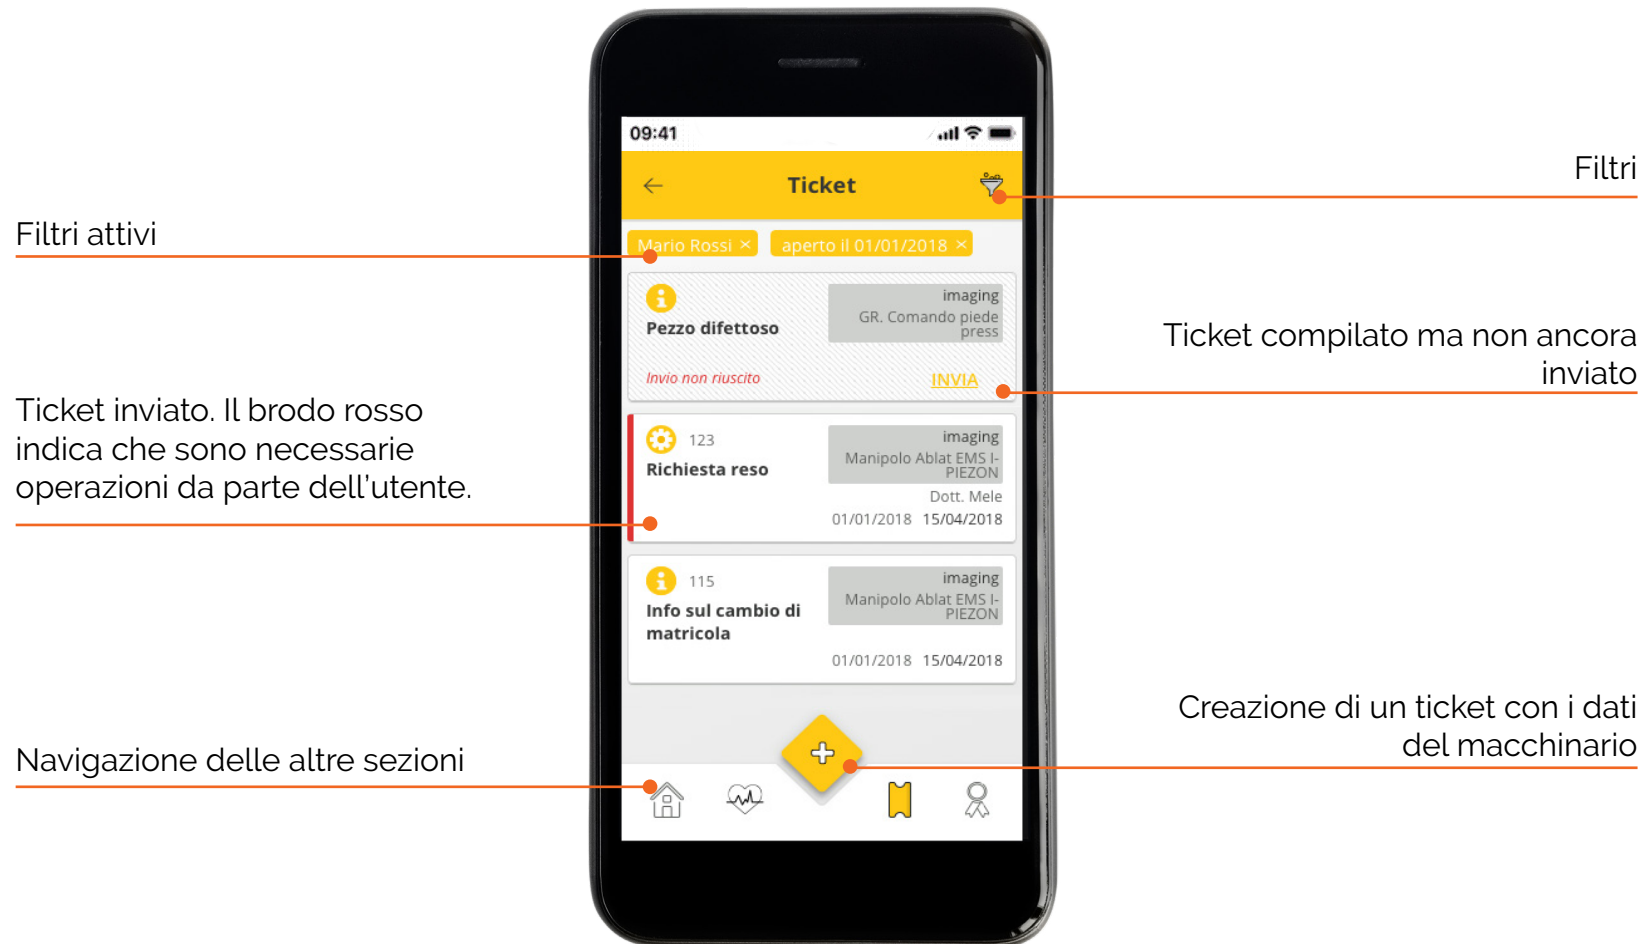 09:41
Ticket
Filtri
Filtri attivi
Mario Rossi ×
aperto il 01/01/2018 ×
Pezzo difettoso
imaging
GR. Comando piede
press
Invio non riuscito
INVIA
Ticket compilato ma non ancora
inviato
Ticket inviato. Il brodo rosso
indica che sono necessarie
operazioni da parte dell'utente.
123
Richiesta reso
imaging
Manipolo Ablat EMS I-
PIEZON
Dott. Mele
01/01/2018 15/04/2018
115
Info sul cambio di
matricola
imaging
Manipolo Ablat EMS I-
PIEZON
01/01/2018 15/04/2018
Creazione di un ticket con i dati
del macchinario
Navigazione delle altre sezioni